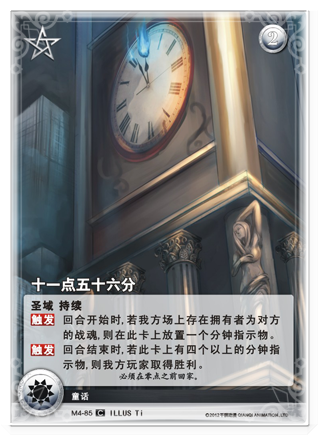 2
十一点五十六分
圣域 持续
触发 回合开始时,若我方场上存在拥有者为对方
的战魂,则在此卡上放置一个分钟指示物。
触发 回合结束时,若此卡上有四个以上的分钟指
示物,则我方玩家取得胜利。
必须在零点之前回家。
童话
M4-85 C ILLUS Ti